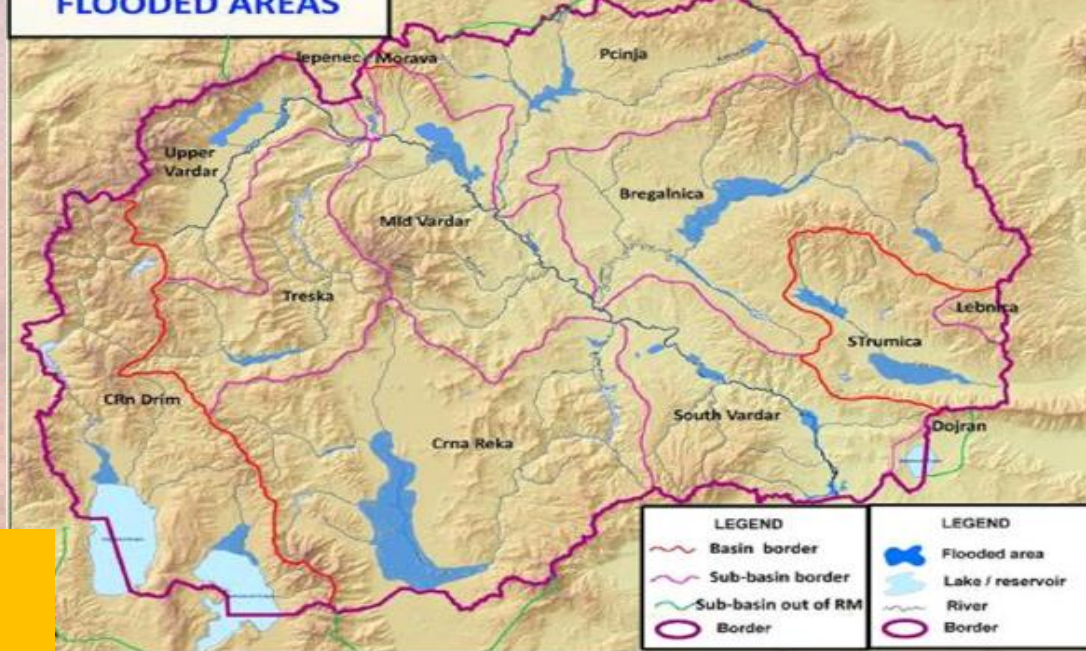 FLOODED AREAS
lepenec
Morava
Pcinja
Upper
Vardar
Bregalnica
MId Vardar
Treska
Lebnica
STrumica
CRn Drim
South Vardar
Crna Reka
Dojran
LEGEND
Basin border
Sub-basin border
Sub-basin out of RM
Border
LEGEND
Flooded area
Lake / reservoir
River
Border